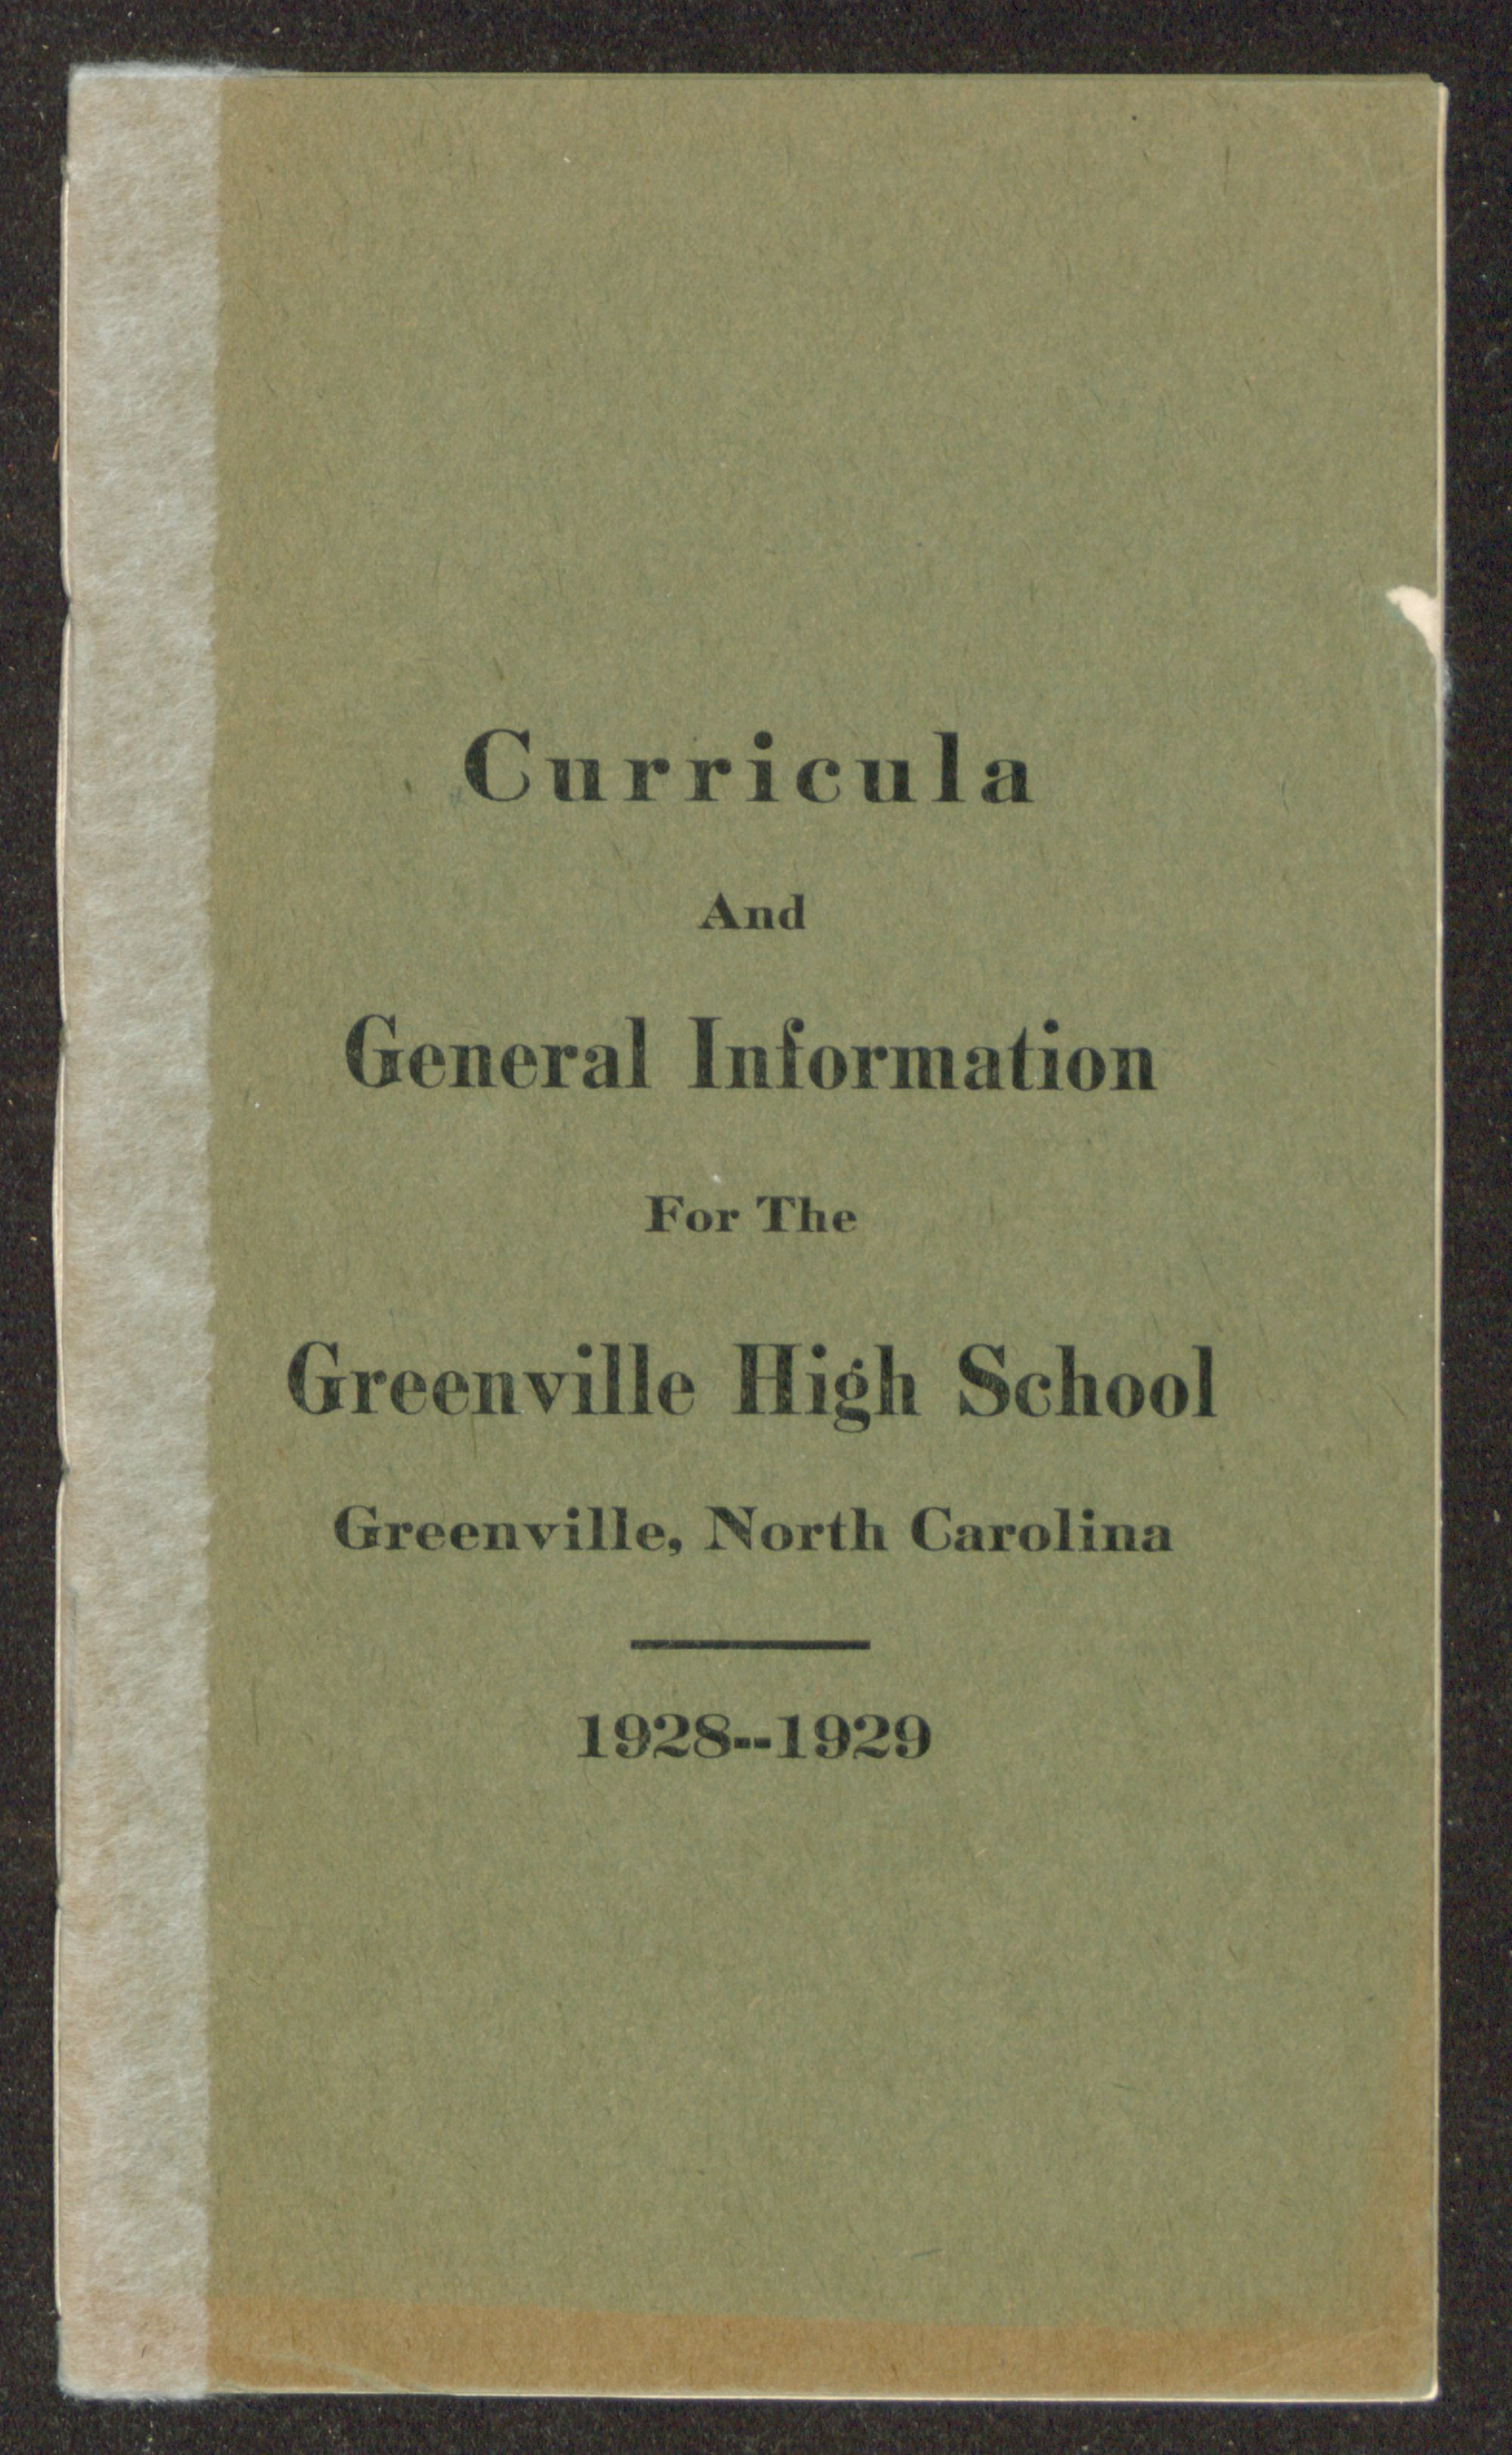 Curricula
And
General Information
For The
Greenville High School
Greenville, North Carolina
1928--1929